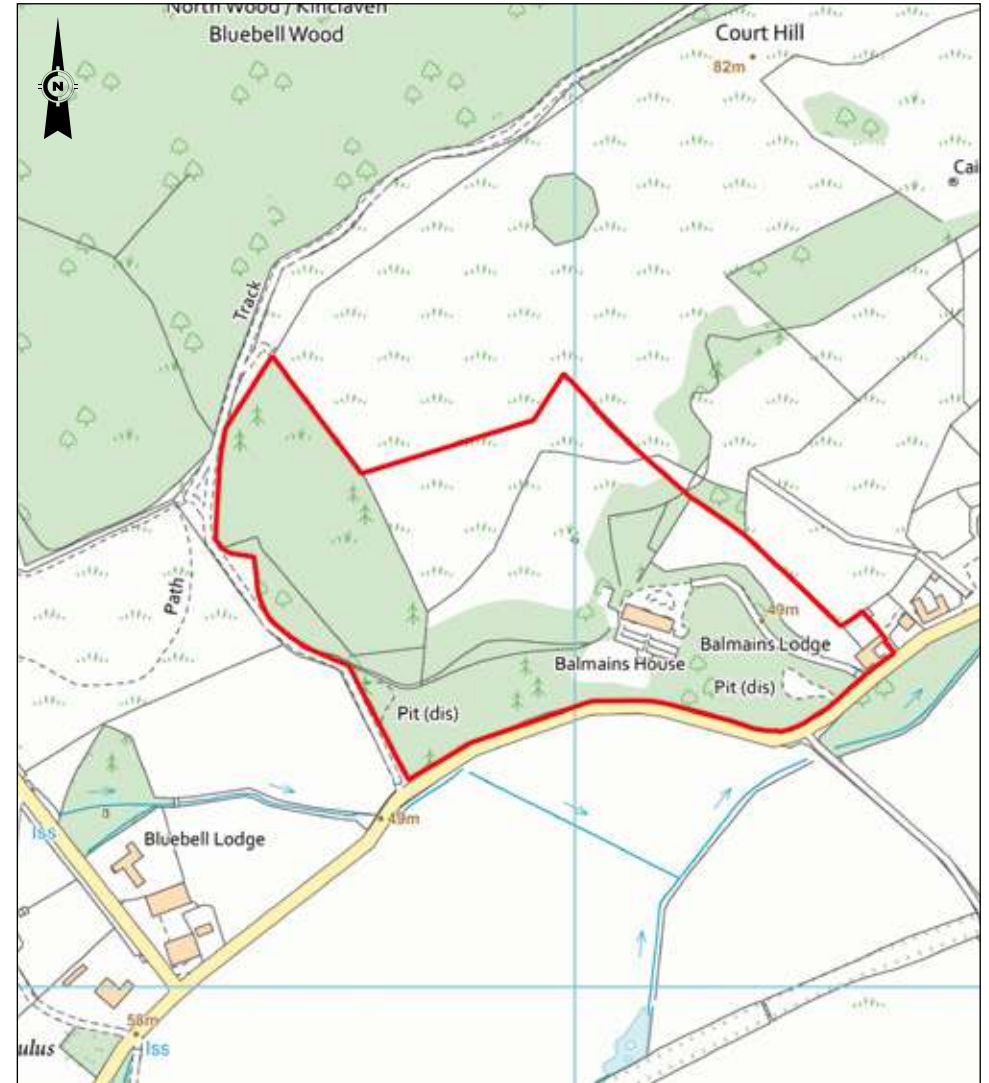 North Wood / Kinclaven
Bluebell Wood
Court Hill
82m
N
Cai
Track
Path
49m
Balmains Lodge
Balmains House
Pit (dis)
Pit (dis)
49m
Iss
Bluebell Lodge
58m
ulus
Iss